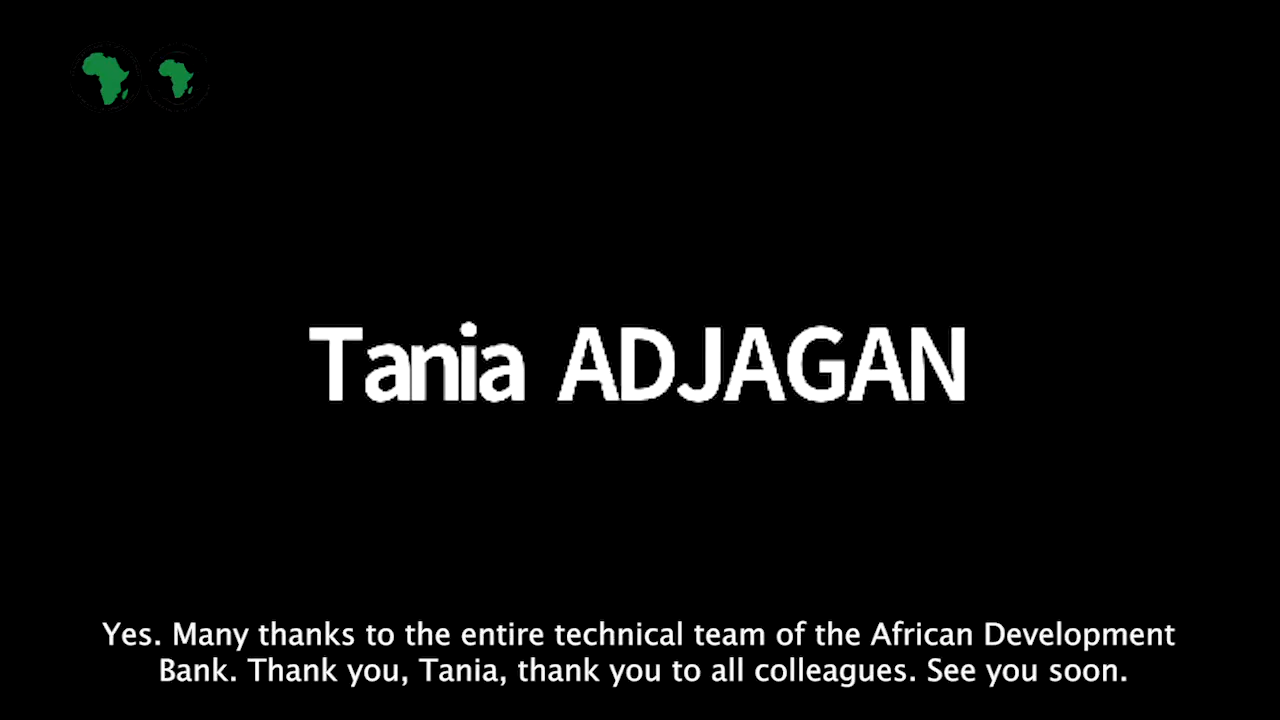 Tania ADJAGAN
Yes. Many thanks to the entire technical team of the African Development
Bank. Thank you, Tania, thank you to all colleagues. See you soon.